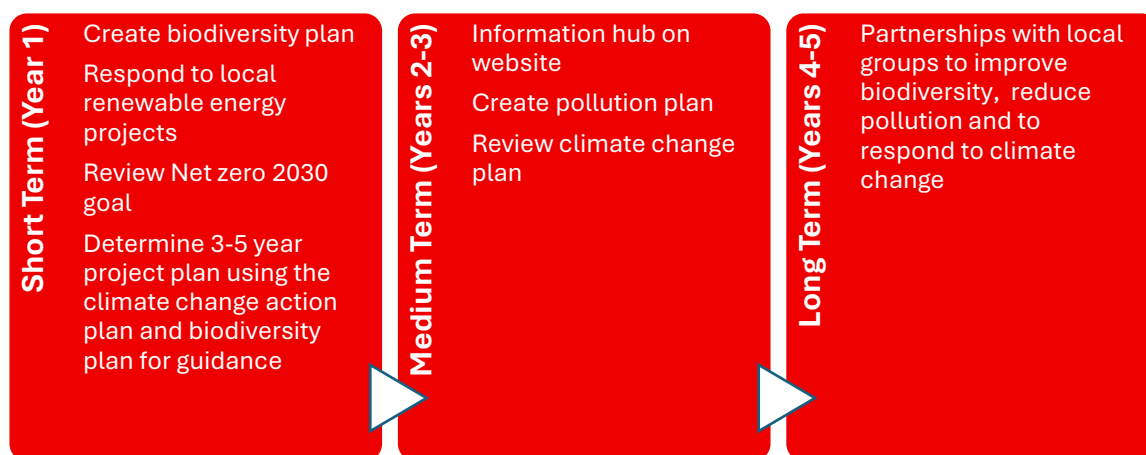 Short Term (Year 1)
Create biodiversity plan
Respond to local
renewable energy
projects
Review Net zero 2030
goal
Determine 3-5 year
project plan using the
climate change action
plan and biodiversity
plan for guidance
Medium Term (Years 2-3)
Information hub on
website
Create pollution plan
Review climate change
plan
Long Term (Years 4-5)
Partnerships with local
groups to improve
biodiversity, reduce
pollution and to
respond to climate
change